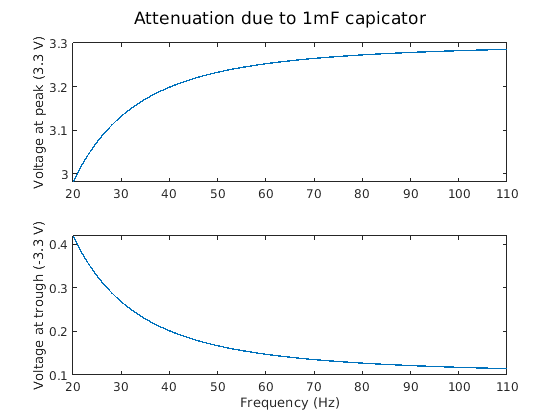 Attenuation due to 1mF capicator
Voltage at peak (3.3 V)
3.3
3.2
3.1
3
20 30 40 50 60 70 80 90 100 110
Voltage at trough (-3.3 V)
0.4
0.3
0.2
0.1
20 30 40 50 60 70 80 90 100 110
Frequency (Hz)